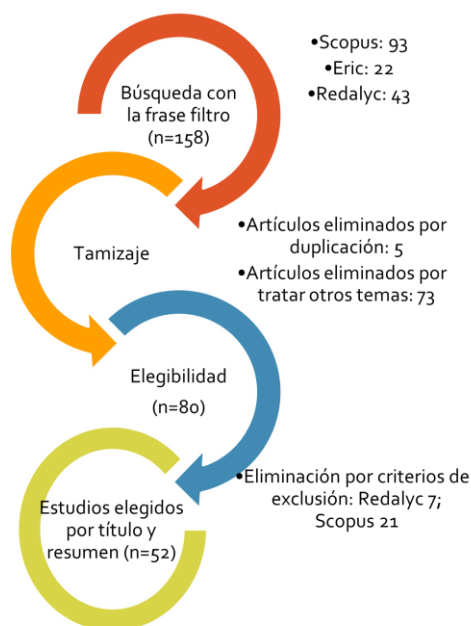 Búsqueda con
la frase filtro
(n=158)
•Scopus: 93
•Eric: 22
•Redalyc: 43
Tamizaje
•Artículos eliminados por
duplicación: 5
•Artículos eliminados por
tratar otros temas: 73
Elegibilidad
(n=80)
•Eliminación por criterios de
exclusión: Redalyc 7;
Scopus 21
Estudios elegidos
por título y
resumen (n=52)